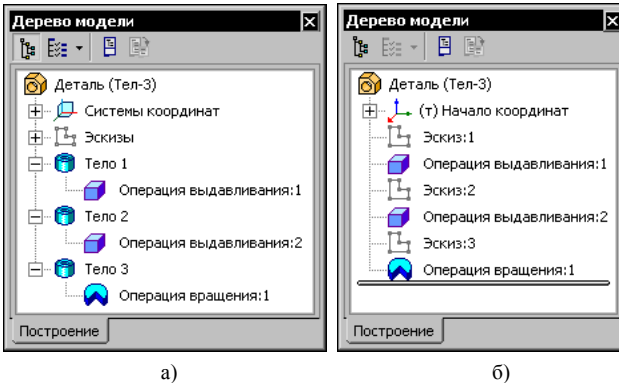 Дерево модели
Деталь (Тел-3)
Системы координат
Эскизы
Тело 1
Операция выдавливания:1
Тело 2
Операция выдавливания:2
Тело 3
Операция вращения:1
Построение
а)
Дерево модели
Деталь (Тел-3)
(т) Начало координат
Эскиз:1
Операция выдавливания:1
Эскиз:2
Операция выдавливания:2
Эскиз:3
Операция вращения:1
Построение
б)